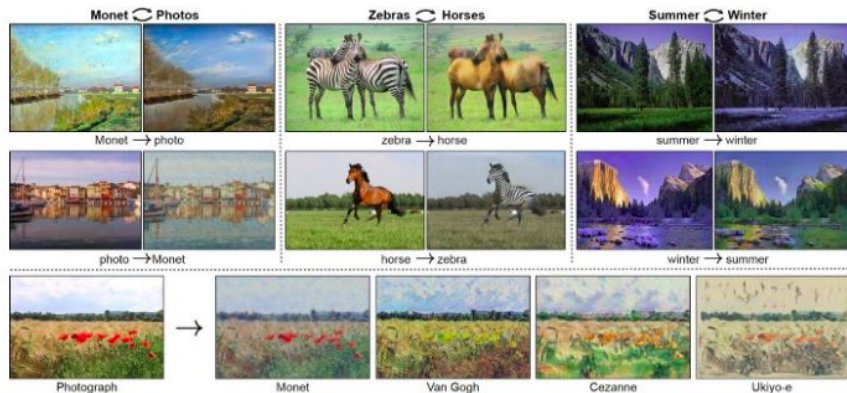 Monet ⟳ Photos
Zebras ⟳ Horses
Summer ⟳ Winter
Monet → photo
zebra → horse
summer → winter
photo → Monet
horse → zebra
winter → summer
Photograph
Monet
Van Gogh
Cezanne
Ukiyo-e